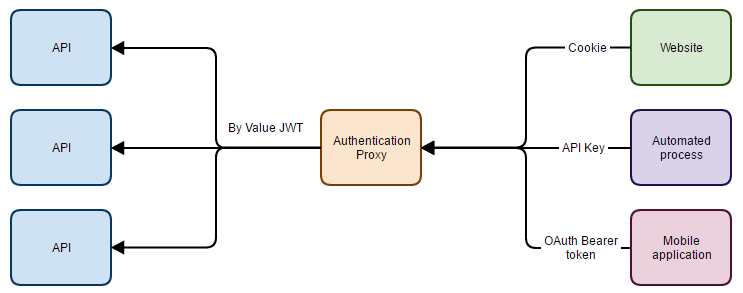 API
Cookie
Website
By Value JWT
API
Authentication
Proxy
API Key
Automated
process
API
OAuth Bearer
token
Mobile
application